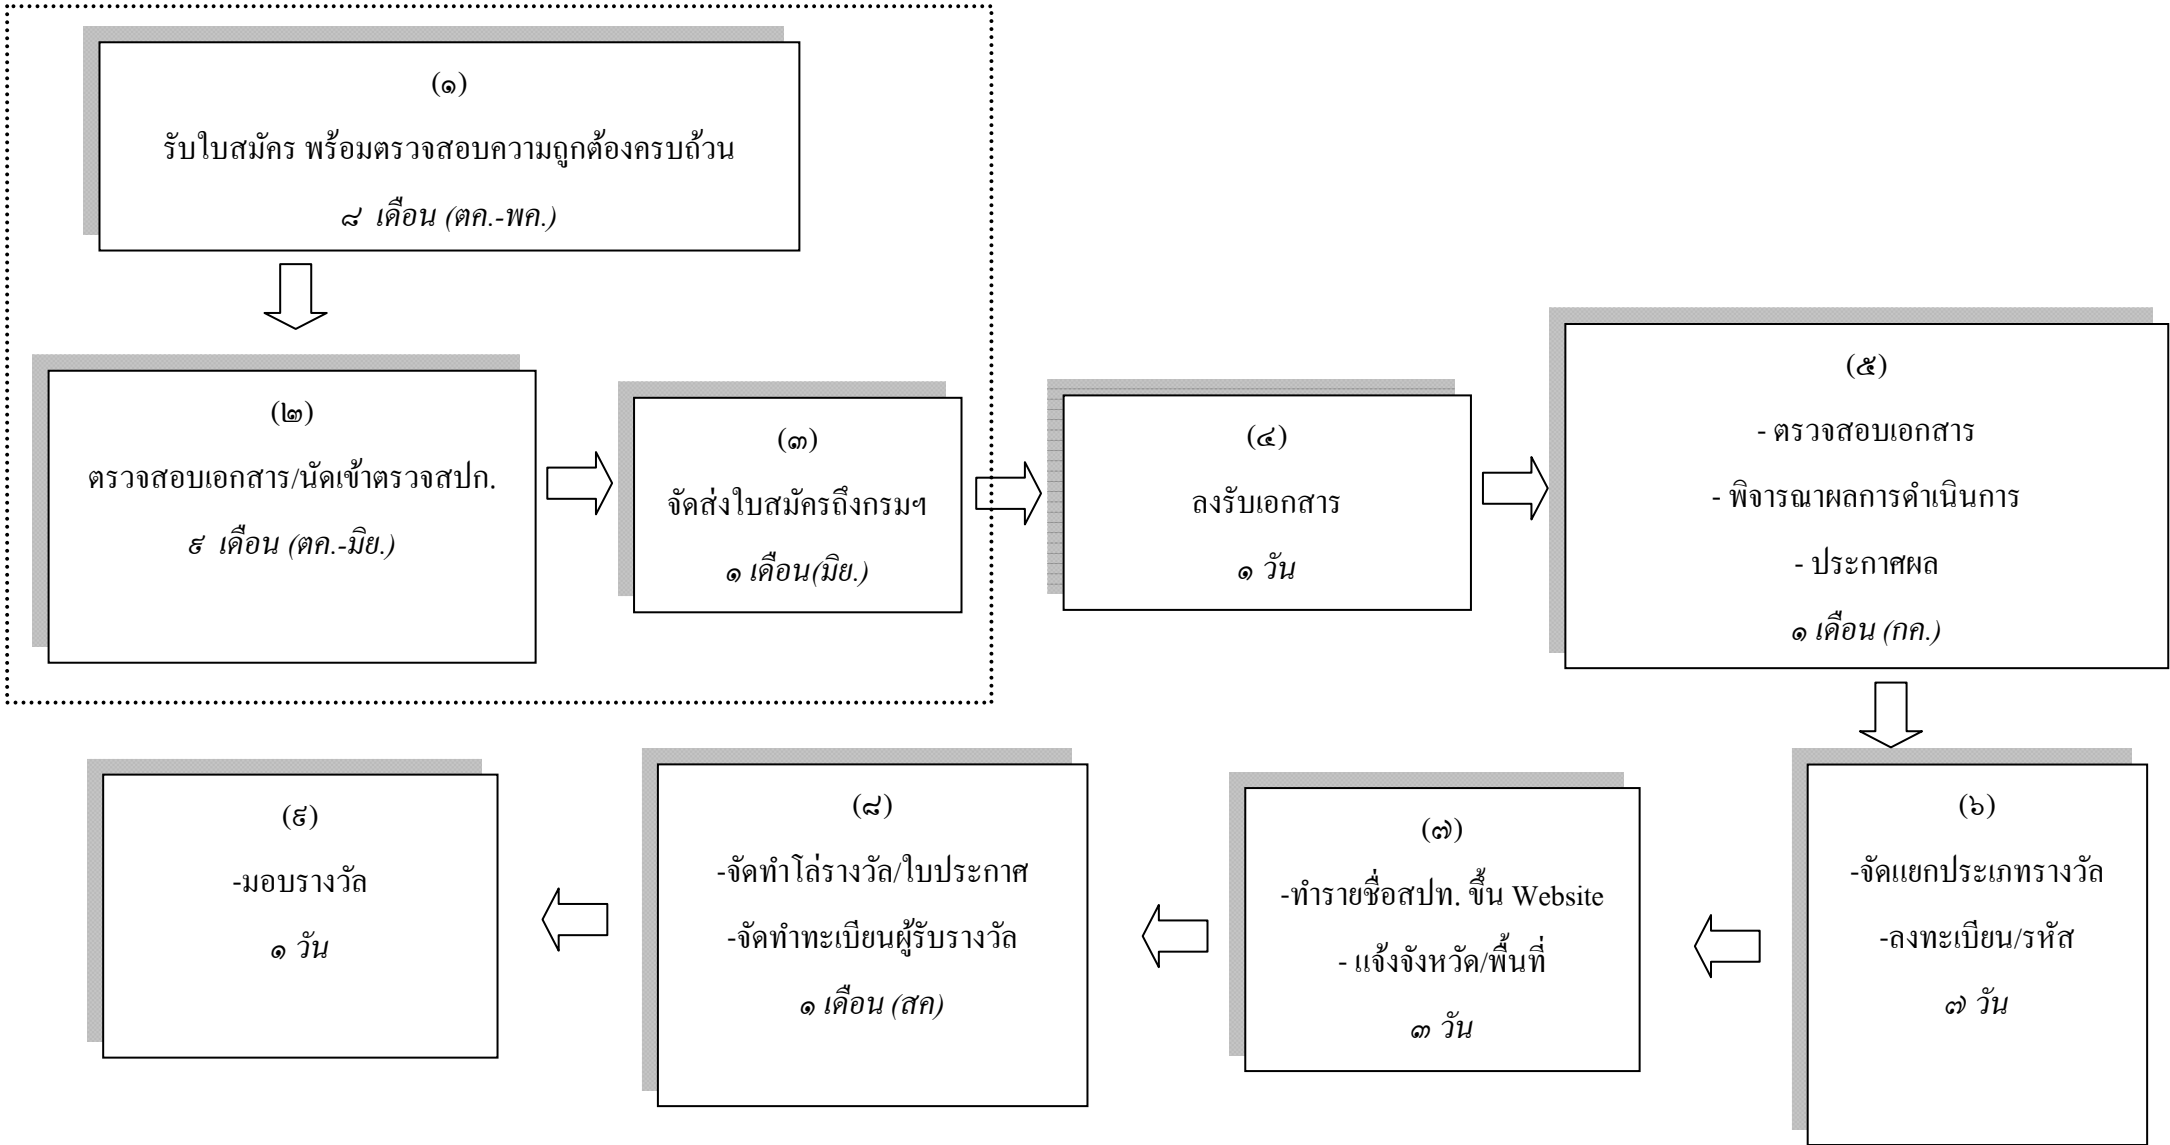 (๑)
รับใบสมัคร พร้อมตรวจสอบความถูกต้องครบถ้วน
๘ เดือน (ตค.-พค.)
(๒)
ตรวจสอบเอกสาร/นัดเข้าตรวจสปก.
๙ เดือน (ตค.-มิย.)
(๓)
จัดส่งใบสมัครถึงกรมฯ
๑ เดือน(มิย.)
(๔)
ลงรับเอกสาร
๑ วัน
(๕)
- ตรวจสอบเอกสาร
- พิจารณาผลการดำเนินการ
- ประกาศผล
๑ เดือน (กค.)
(๖)
-จัดแยกประเภทรางวัล
-ลงทะเบียน/รหัส
๗ วัน
(๗)
-ทำรายชื่อสปท. ขึ้น Website
- แจ้งจังหวัด/พื้นที่
๓ วัน
(๘)
-จัดทำโล่รางวัล/ใบประกาศ
-จัดทำทะเบียนผู้รับรางวัล
๑ เดือน (สค)
(๙)
-มอบรางวัล
๑ วัน